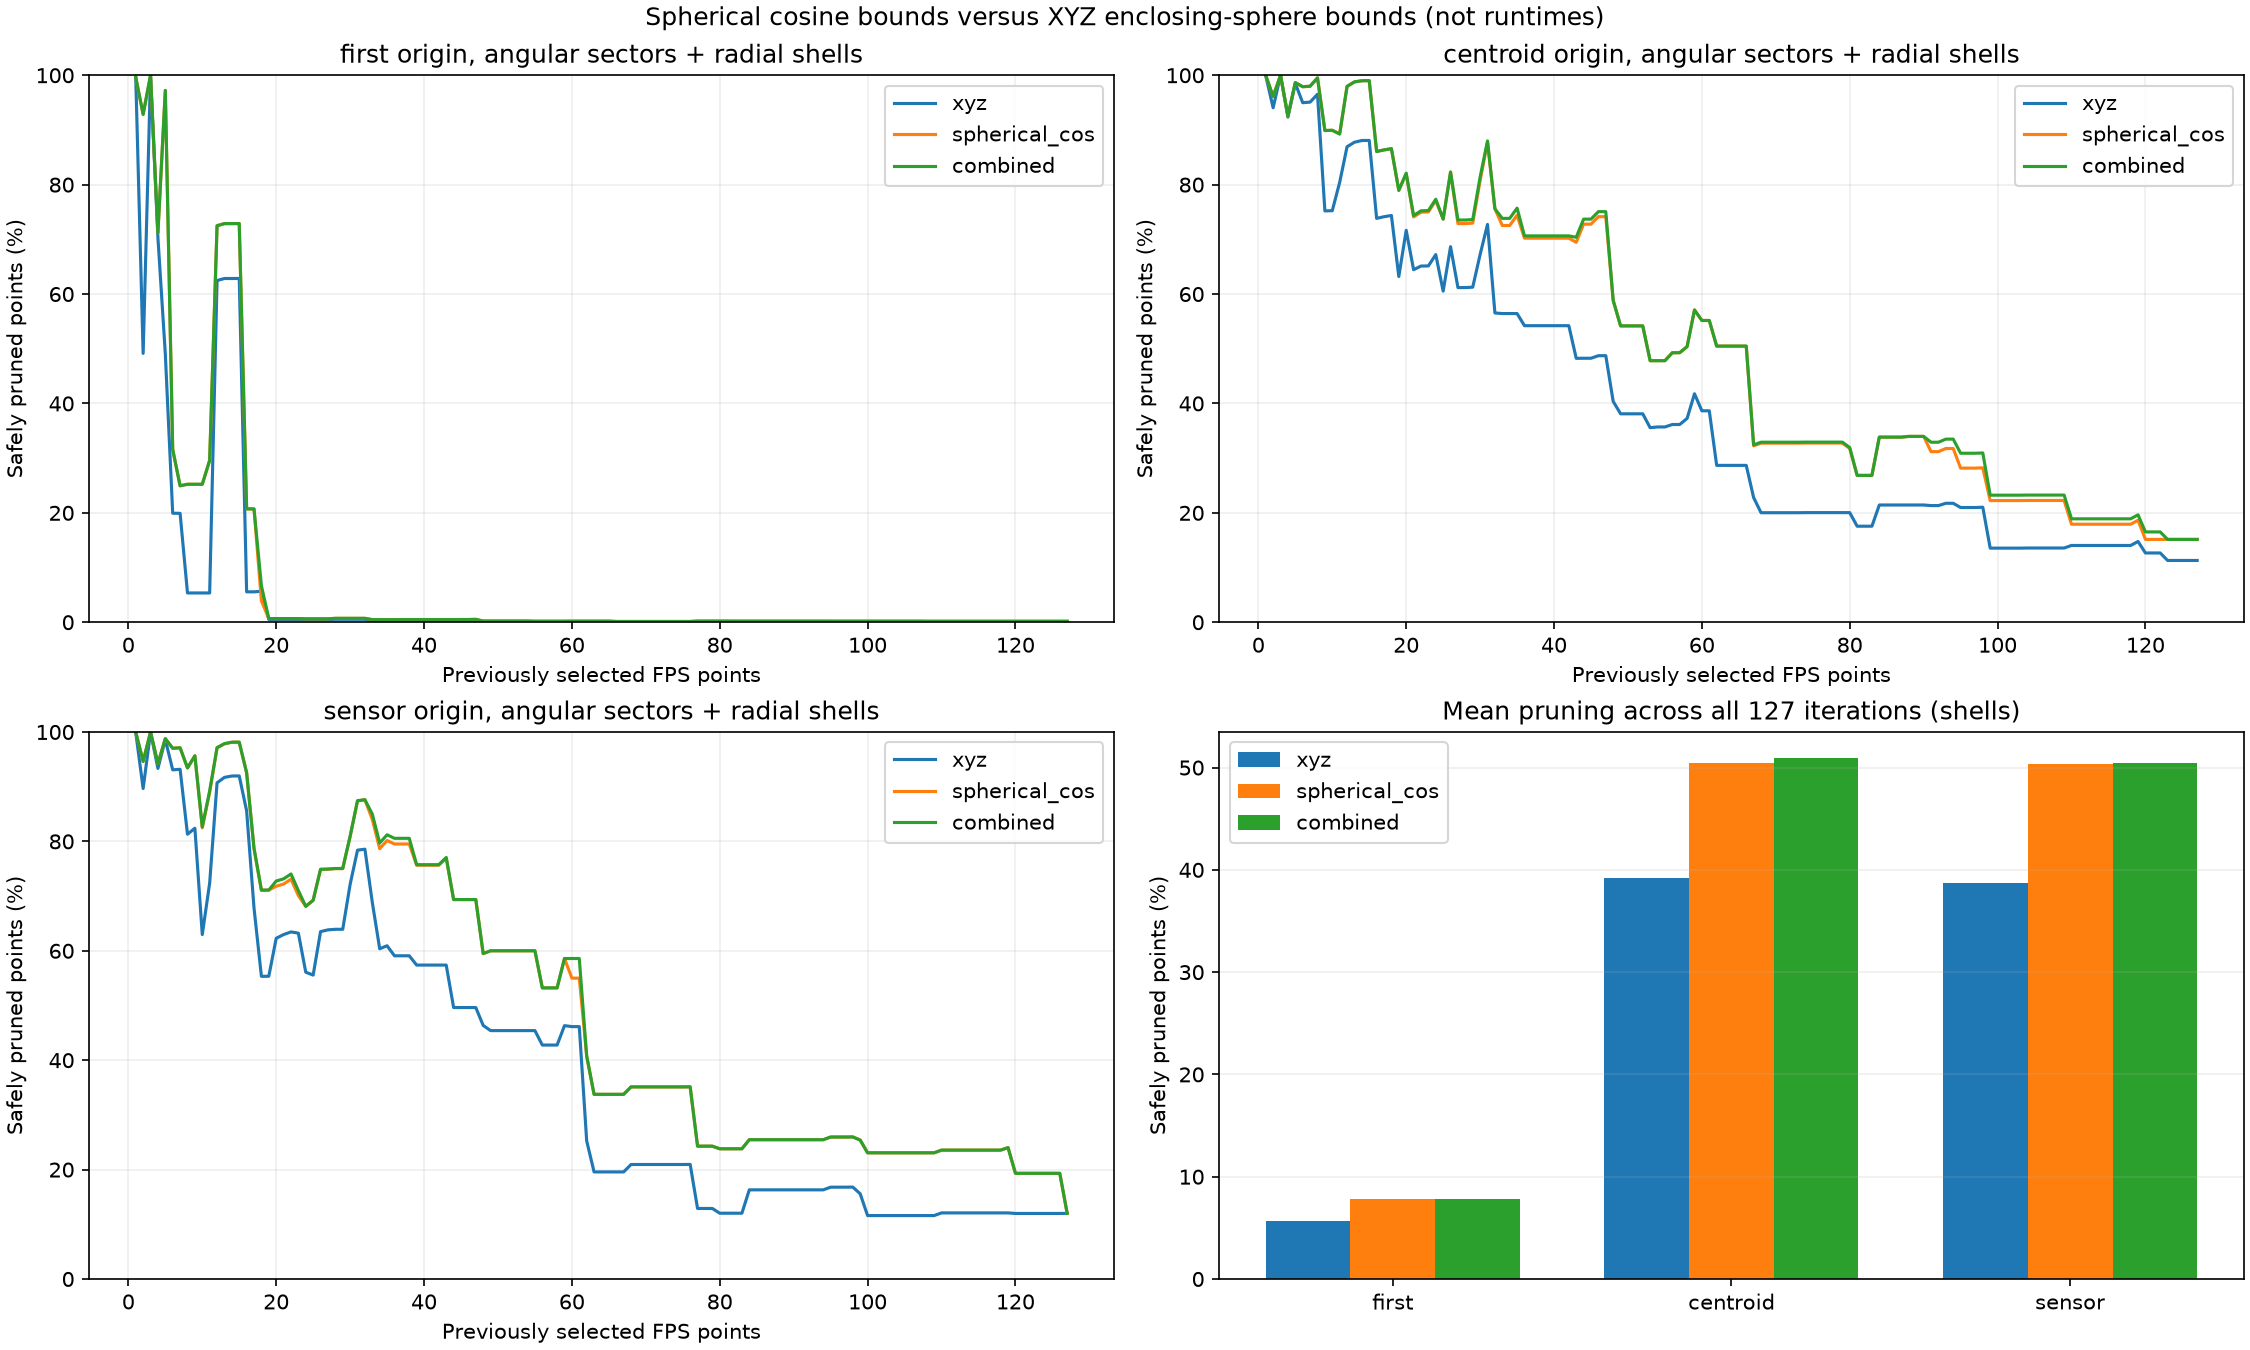 Spherical cosine bounds versus XYZ enclosing-sphere bounds (not runtimes)
first origin, angular sectors + radial shells
100
80
60
40
20
0
Safely pruned points (%)
xyz
spherical_cos
combined
0 20 40 60 80 100 120
Previously selected FPS points
centroid origin, angular sectors + radial shells
100
80
60
40
20
0
Safely pruned points (%)
xyz
spherical_cos
combined
0 20 40 60 80 100 120
Previously selected FPS points
sensor origin, angular sectors + radial shells
100
80
60
40
20
0
Safely pruned points (%)
xyz
spherical_cos
combined
0 20 40 60 80 100 120
Previously selected FPS points
Mean pruning across all 127 iterations (shells)
50
40
30
20
10
0
Safely pruned points (%)
xyz
spherical_cos
combined
first centroid sensor